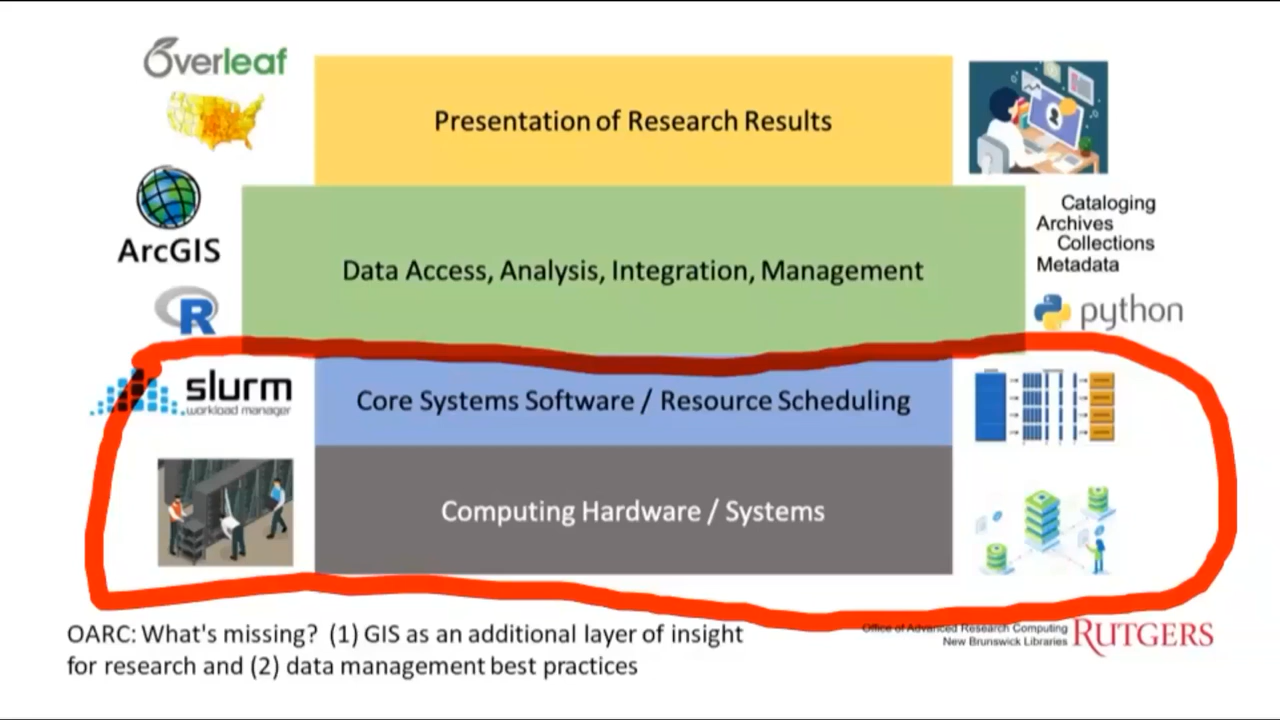 Overleaf
Presentation of Research Results
ArcGIS
Data Access, Analysis, Integration, Management
Cataloging
Archives
Collections
Metadata
R
python
slurm
workload manager
Core Systems Software / Resource Scheduling
Computing Hardware / Systems
OARC: What's missing? (1) GIS as an additional layer of insight
for research and (2) data management best practices
Office of Advanced Research Computing
New Brunswick Libraries
RUTGERS